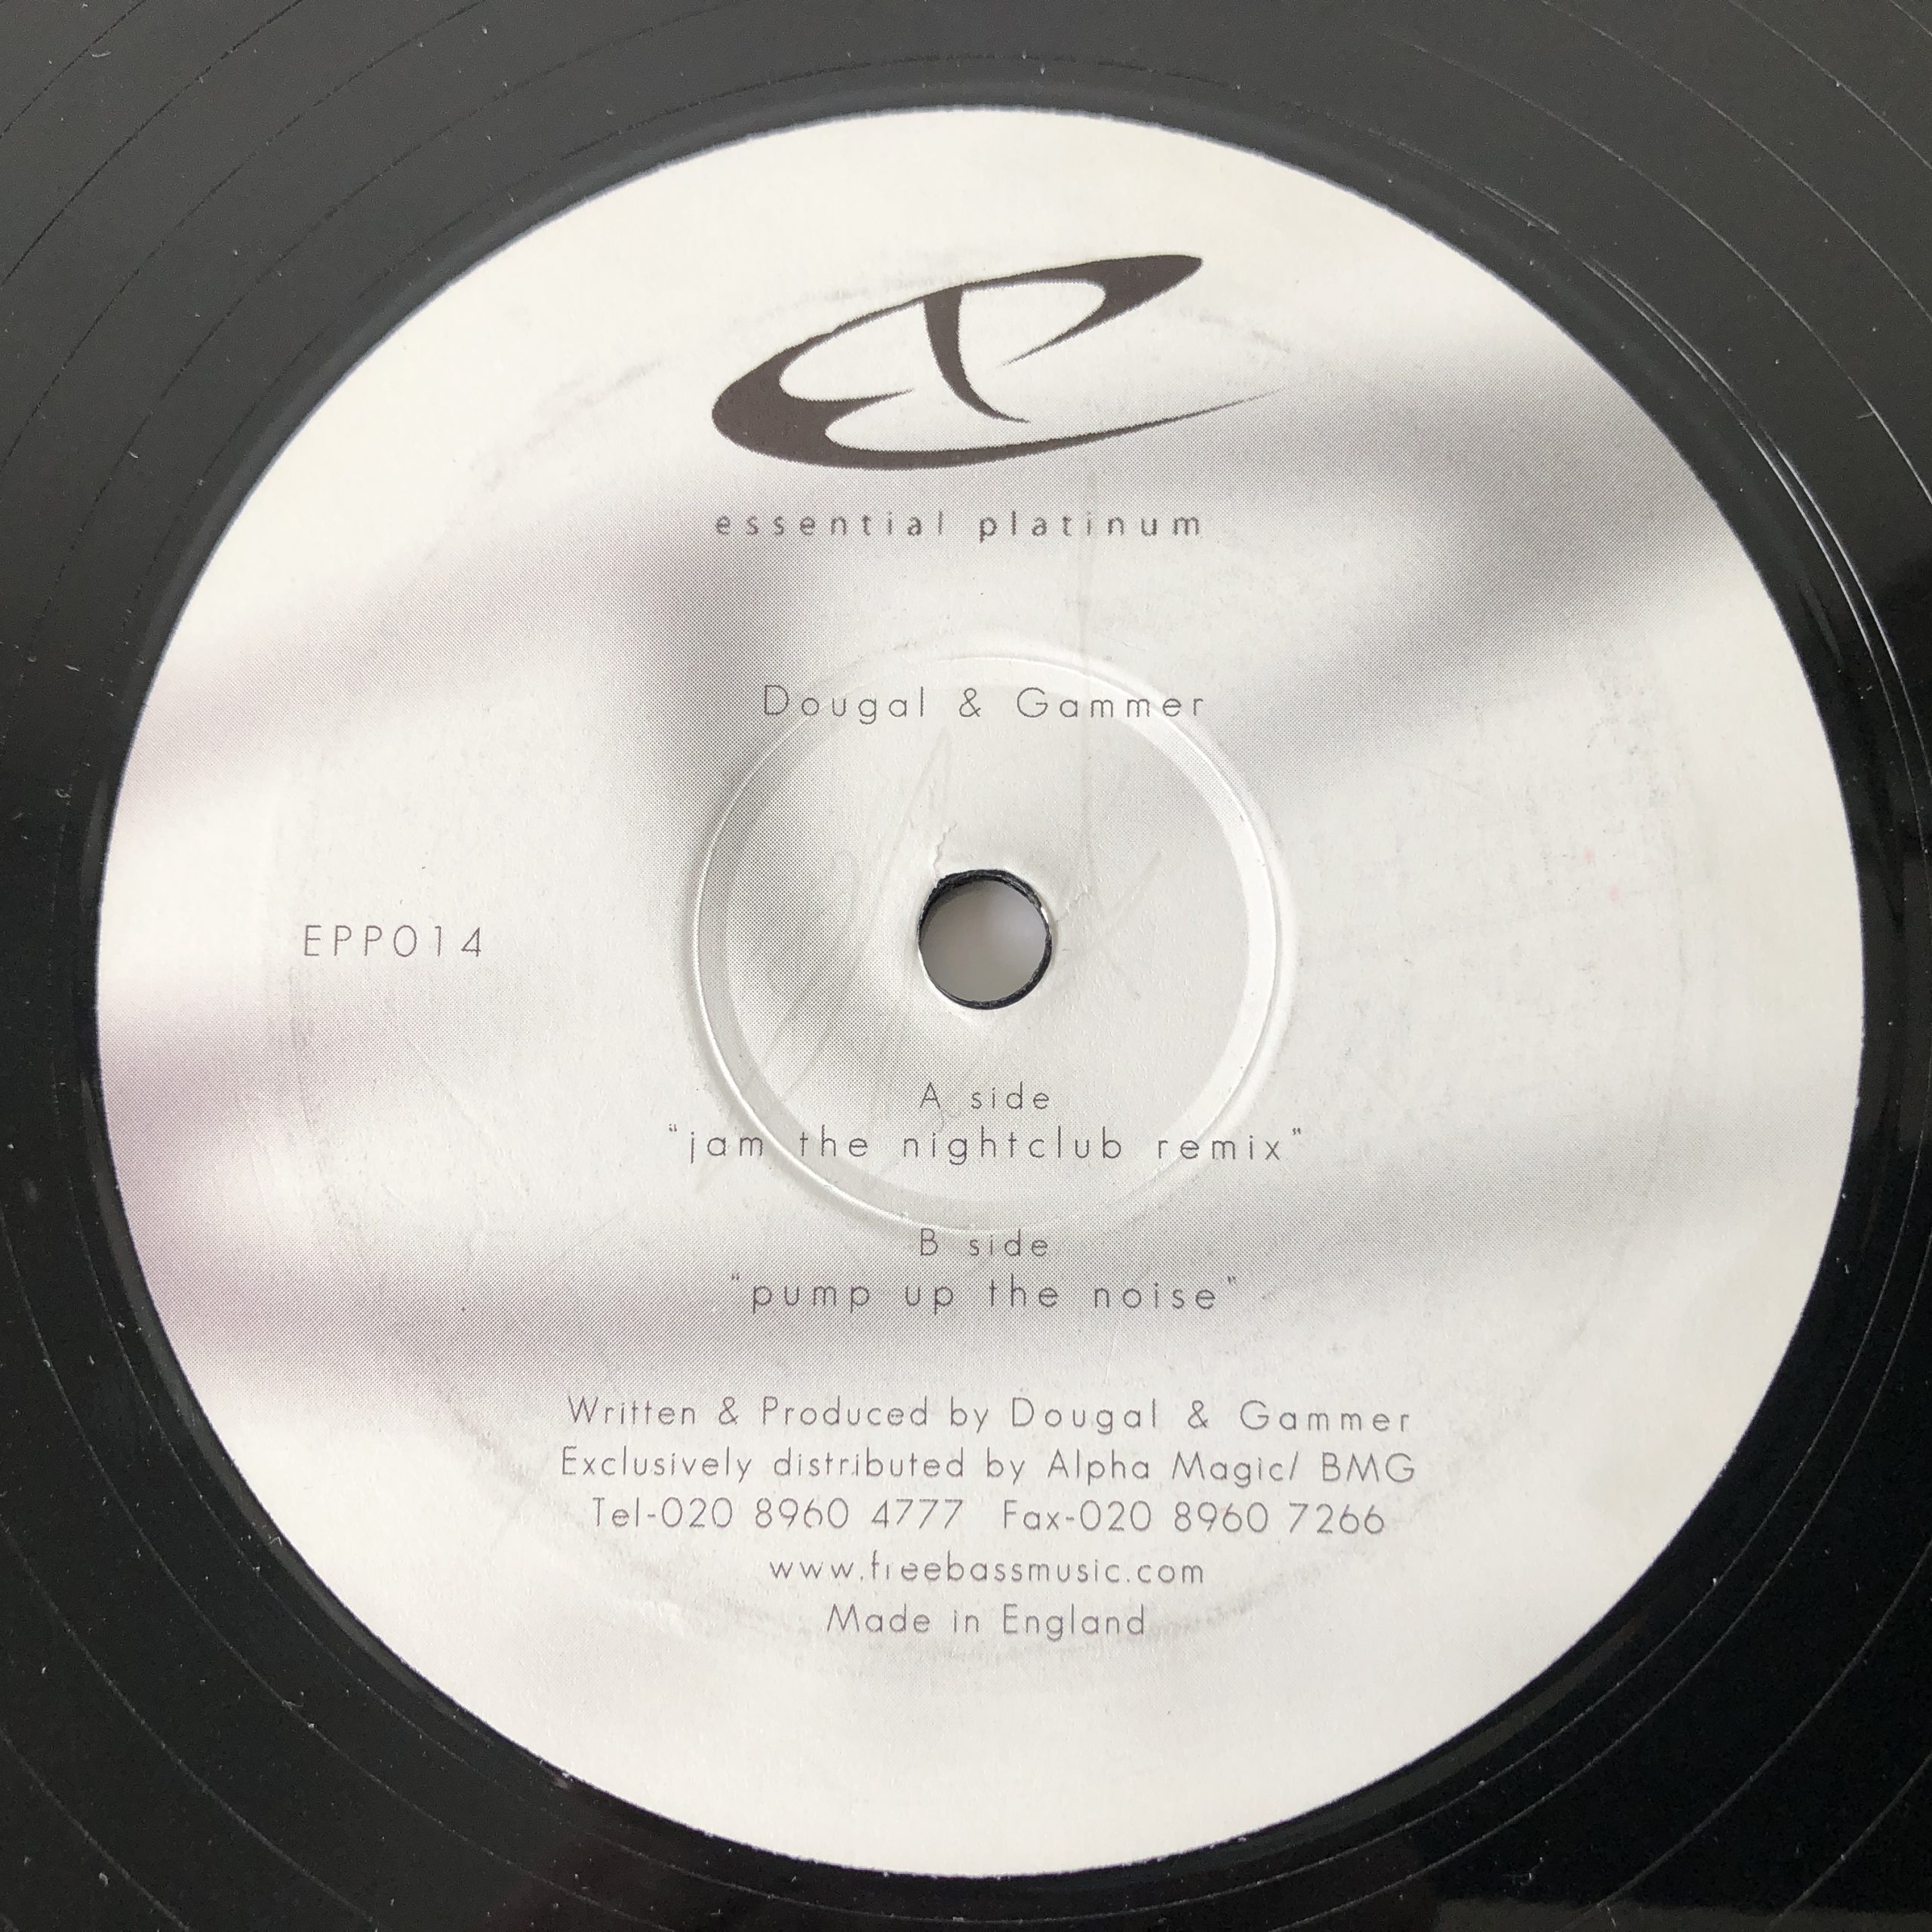 essential platinum
Dougal & Gammer
EPP014
A side
"jam the nightclub remix"
B side
"pump up the noise"
Written & Produced by Dougal & Gammer
Exclusively distributed by Alpha Magic/ BMG
Tel-020 8960 4777 Fax-020 8960 7266
www.freebassmusic.com
Made in England